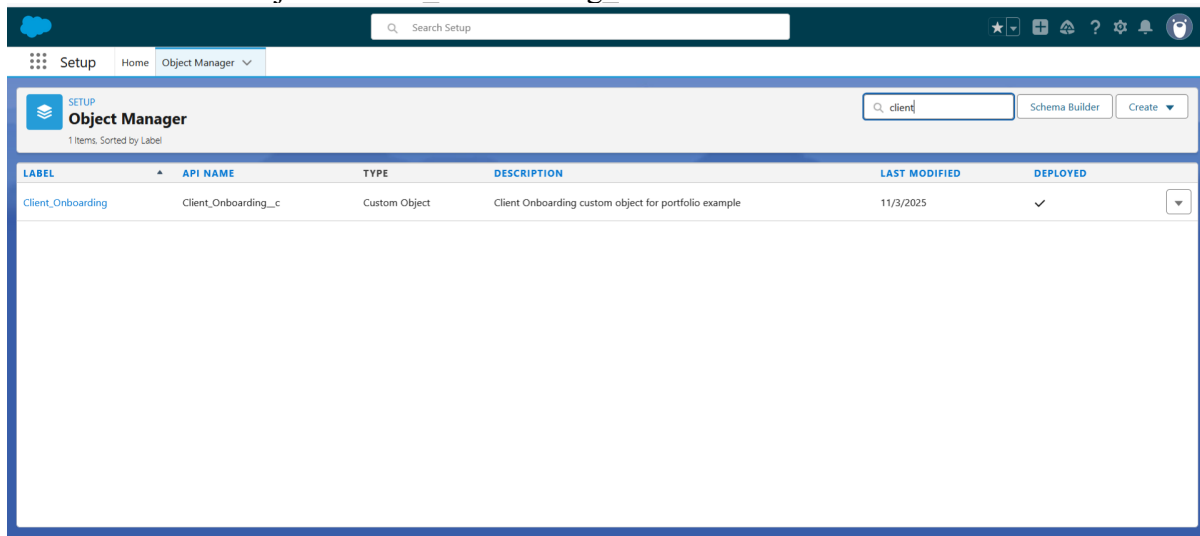 Search Setup
Setup Home Object Manager
SETUP
Object Manager
1 Items. Sorted by Label
client
Schema Builder
Create
LABEL API NAME TYPE DESCRIPTION LAST MODIFIED DEPLOYED
Client_Onboarding Client_Onboarding__c Custom Object Client Onboarding custom object for portfolio example 11/3/2025